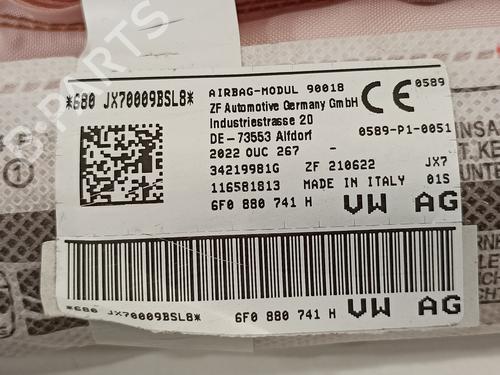 *680 JX70009BSL8*
AIRBAG-MODUL 90018
ZF Automotive Germany GmbH
Industriestrasse 20
DE-73553 Alfdorf
2022 OUC 267 -
34219981G ZF 210622 JX7
116581813 MADE IN ITALY 01S
6F0 880 741 H VW AG
CE 0589
0589-P1-0051
*680 JX70009BSL8*
6F0 880 741 H VW AG